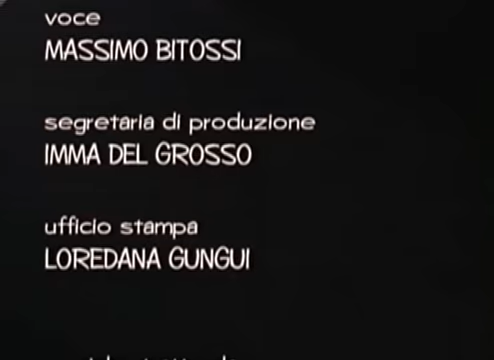 voce
MASSIMO BITOSSI
segretaria di produzione
IMMA DEL GROSSO
ufficio stampa
LOREDANA GUNGUI